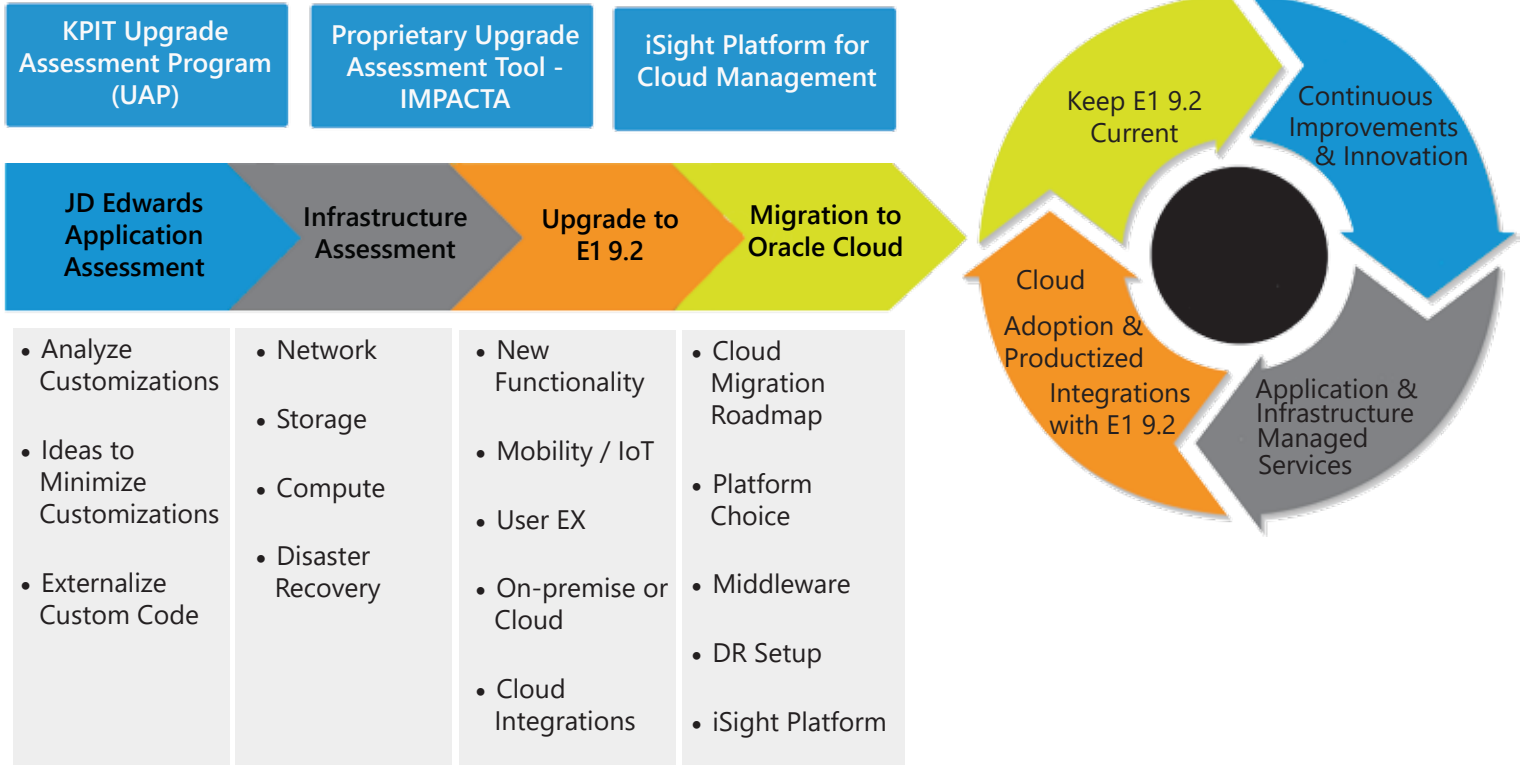 KPIT Upgrade
Assessment Program
(UAP)
Proprietary Upgrade
Assessment Tool -
IMPACTA
iSight Platform for
Cloud Management
JD Edwards
Application
Assessment
Infrastructure
Assessment
Upgrade to
E1 9.2
Migration to
Oracle Cloud
• Analyze
Customizations
• Ideas to
Minimize
Customizations
• Externalize
Custom Code
• Network
• Storage
• Compute
• Disaster
Recovery
• New
Functionality
• Mobility / IoT
• User EX
• On-premise or
Cloud
• Cloud
Integrations
• Cloud
Migration
Roadmap
• Platform
Choice
• Middleware
• DR Setup
• iSight Platform
Keep E1 9.2
Current
Continuous
Improvements
& Innovation
Application &
Infrastructure
Managed
Services
Cloud
Adoption &
Productized
Integrations
with E1 9.2